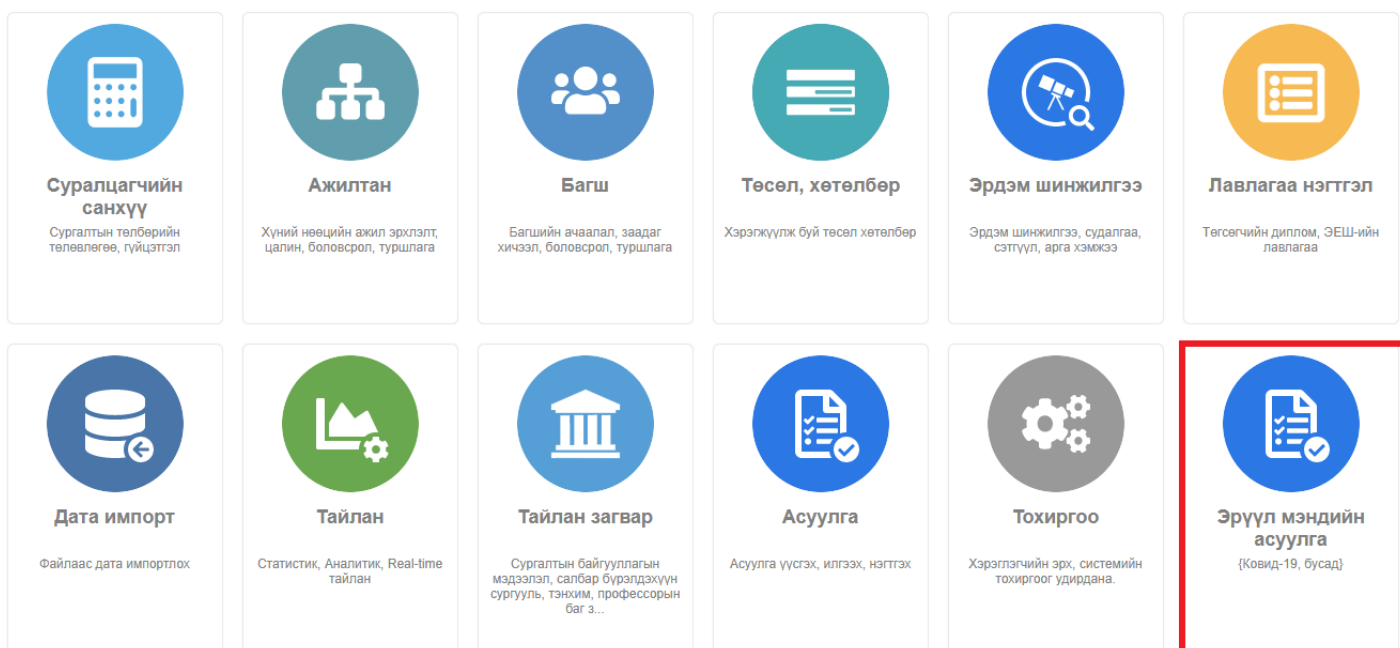 Суралцагчийн
санхүү
Сургалтын төлбөрийн
төлөвлөгөө, гүйцэтгэл
Ажилтан
Хүний нөөцийн ажил эрхлэлт,
цалин, боловсрол, туршлага
Багш
Багшийн ачаалал, заадаг
хичээл, боловсрол, туршлага
Төсөл, хөтөлбөр
Хэрэгжүүлж буй төсөл хөтөлбөр
Эрдэм шинжилгээ
Эрдэм шинжилгээ, судалгаа,
сэтгүүл, арга хэмжээ
Лавлагаа нэгтгэл
Төгсөгчийн диплом, ЭЕШ-ийн
лавлагаа
Дата импорт
Файлаас дата импортлох
Тайлан
Статистик, Аналитик, Real-time
тайлан
Тайлан загвар
Сургалтын байгууллагын
мэдээлэл, салбар бүрэлдэхүүн
сургууль, тэнхим, профессорын
баг з...
Асуулга
Асуулга үүсгэх, илгээх, нэгтгэх
Тохиргоо
Хэрэглэгчийн эрх, системийн
тохиргоог удирдана.
Эрүүл мэндийн
асуулга
{Ковид-19, бусад}